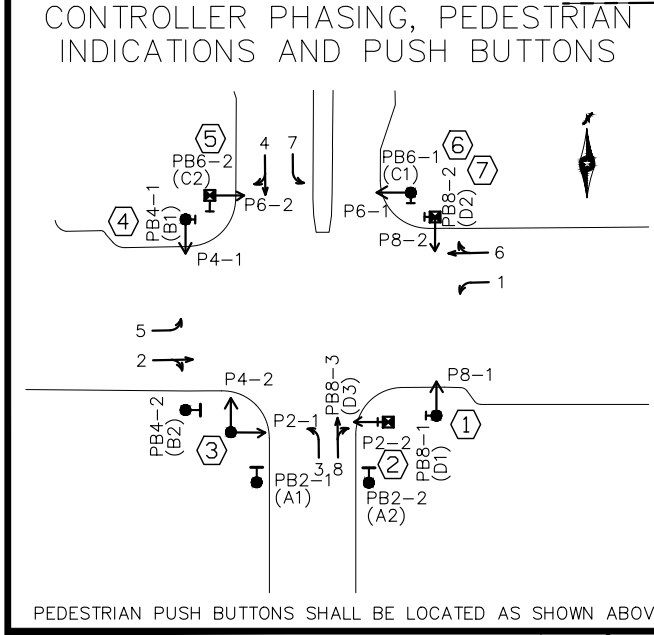 CONTROLLER PHASING, PEDESTRIAN
INDICATIONS AND PUSH BUTTONS
5
4 7
6
PB6-2
(C2)
PB6-1
(C1)
7
P6-2
P6-1
PB8-2
(D2)
4
PB4-1
(B1)
P4-1
P8-2
6
1
5
2
P4-2
PB8-3
(D3)
P8-1
PB4-2
(B2)
3
P2-1
P2-2
PB8-1
(D1)
1
3 8
2
PB2-1
(A1)
PB2-2
(A2)
PEDESTRIAN PUSH BUTTONS SHALL BE LOCATED AS SHOWN ABOV